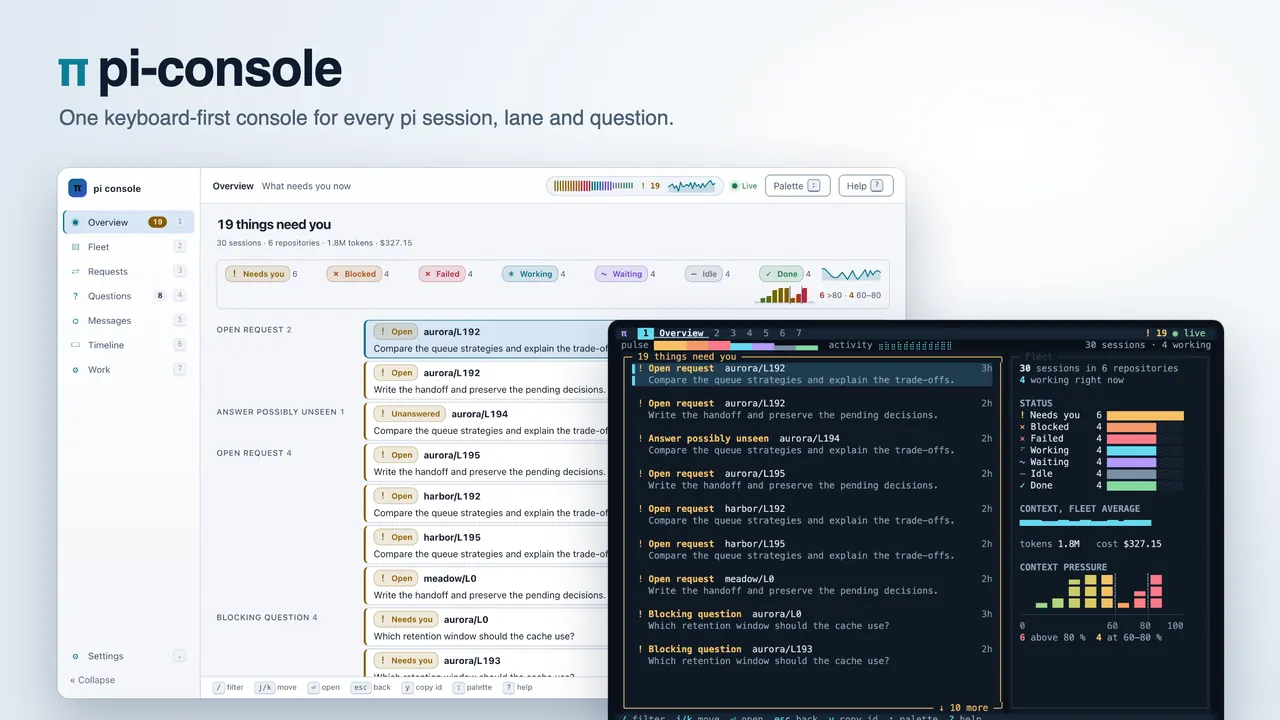 π pi-console
One keyboard-first console for every pi session, lane and question.
π pi console
Overview 19 1
Fleet 2
Requests 3
Questions 8 4
Messages 5
Timeline 6
Work 7
Settings ,
« Collapse
Overview What needs you now
! 19
Live
Palette :
Help ?
19 things need you
30 sessions · 6 repositories · 1.8M tokens · $327.15
! Needs you 6
× Blocked 4
× Failed 4
Working 4
~ Waiting 4
– Idle 4
✓ Done 4
6 >80 · 4 60–80
OPEN REQUEST 2
! Open aurora/L192
Compare the queue strategies and explain the trade-of
! Open aurora/L192
Write the handoff and preserve the pending decisions.
ANSWER POSSIBLY UNSEEN 1
! Unanswered aurora/L194
Compare the queue strategies and explain the trade-of
OPEN REQUEST 4
! Open aurora/L195
Write the handoff and preserve the pending decisions.
! Open harbor/L192
Compare the queue strategies and explain the trade-of
! Open harbor/L195
Compare the queue strategies and explain the trade-of
! Open meadow/L0
Write the handoff and preserve the pending decisions.
BLOCKING QUESTION 4
! Needs you aurora/L0
Which retention window should the cache use?
! Needs you aurora/L193
Which retention window should the cache use?
/ filter j/k move ⏎ open esc back y copy id : palette ? help
π 1 Overview 2 3 4 5 6 7
! 19 ◉ live
pulse activity
30 sessions · 4 working
19 things need you
! Open request aurora/L192 3h
Compare the queue strategies and explain the trade-offs.
! Open request aurora/L192 2h
Write the handoff and preserve the pending decisions.
! Answer possibly unseen aurora/L194 2h
Compare the queue strategies and explain the trade-offs.
! Open request aurora/L195 2h
Write the handoff and preserve the pending decisions.
! Open request harbor/L192 2h
Compare the queue strategies and explain the trade-offs.
! Open request harbor/L195 2h
Compare the queue strategies and explain the trade-offs.
! Open request meadow/L0 2h
Write the handoff and preserve the pending decisions.
! Blocking question aurora/L0 3h
Which retention window should the cache use?
! Blocking question aurora/L193 2h
Which retention window should the cache use?
↓ 10 more
fleet
30 sessions in 6 repositories
4 working right now
STATUS
! Needs you 6
× Blocked 4
× Failed 4
Working 4
~ Waiting 4
– Idle 4
✓ Done 4
CONTEXT, FLEET AVERAGE
tokens 1.8M cost $327.15
CONTEXT PRESSURE
0 60 80 100
6 above 80 % 4 at 60–80 %
/ filter j/k move ⏎ open esc back y copy id : palette ? help